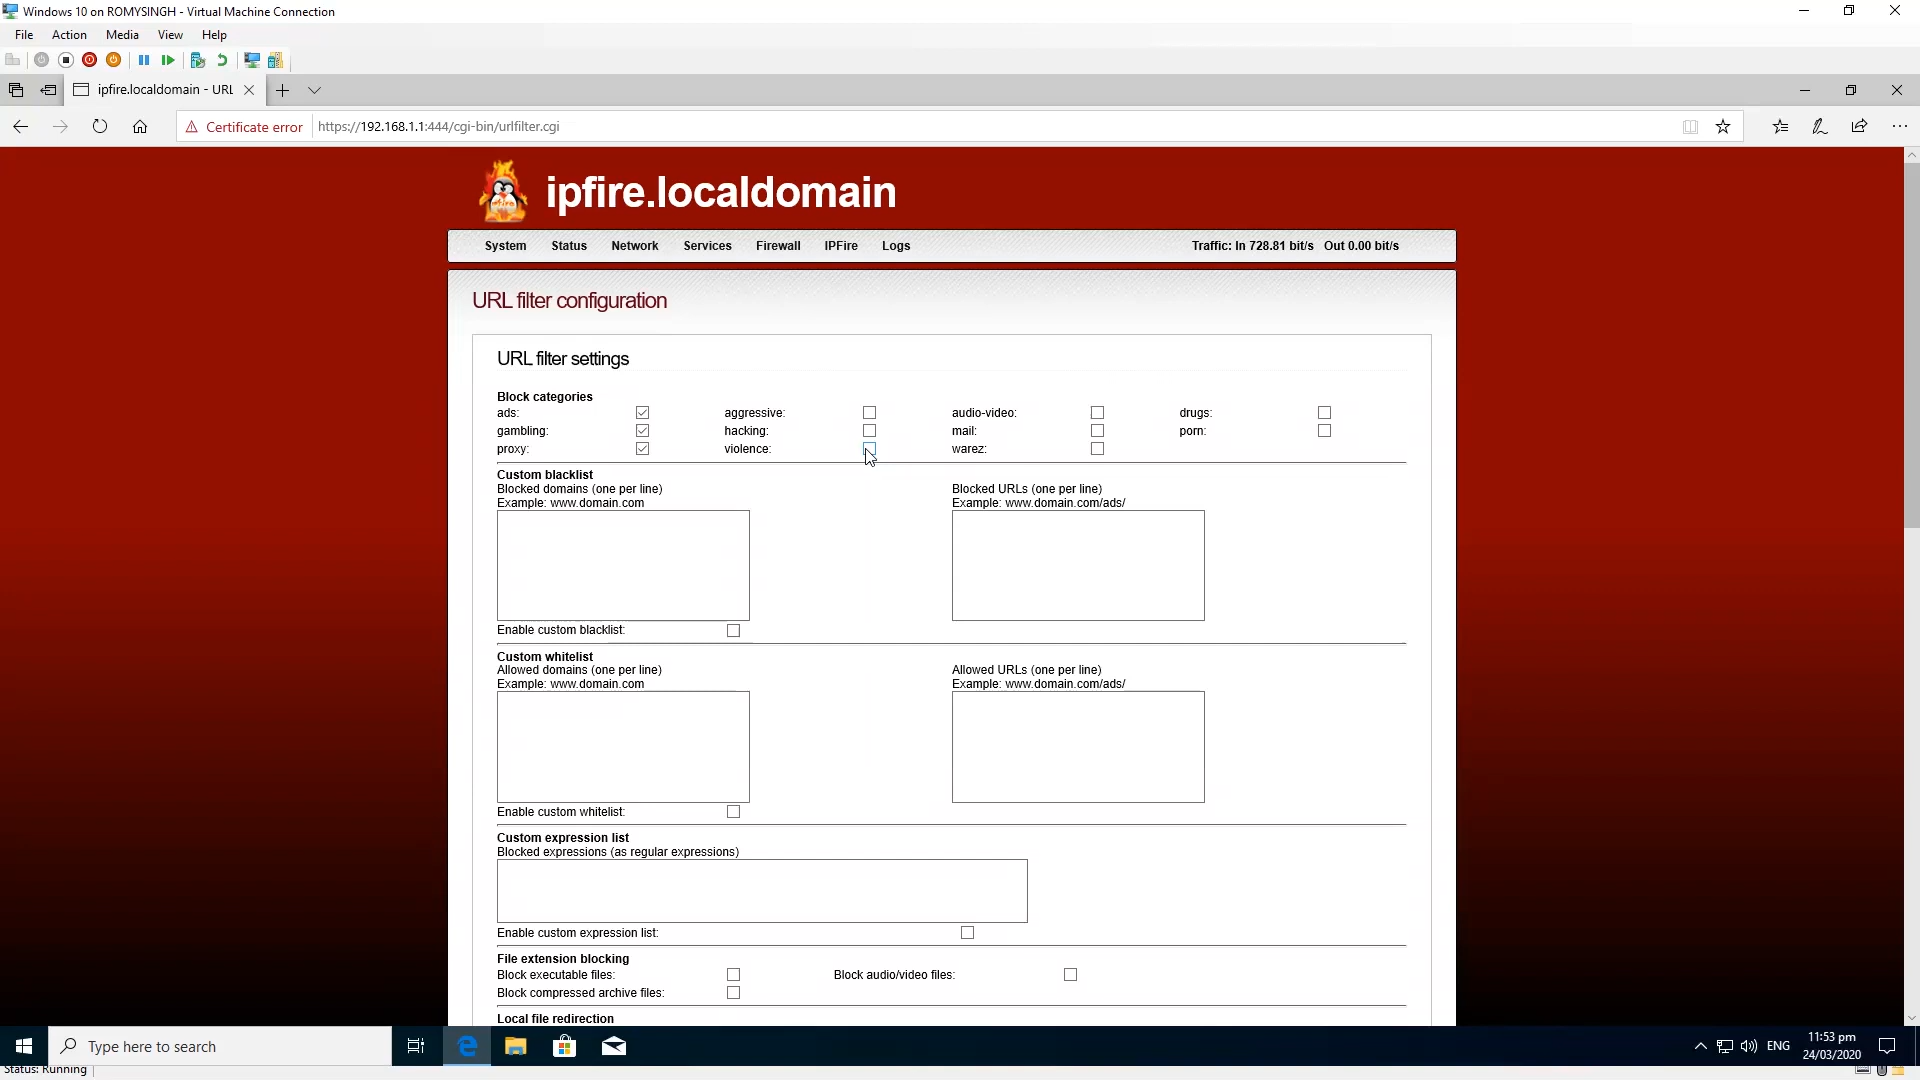 Windows 10 on ROMYSINGH - Virtual Machine Connection
File Action Media View Help
ipfire.localdomain - URL
Certificate error https://192.168.1.1:444/cgi-bin/urlfilter.cgi
ipfire.localdomain
System Status Network Services Firewall IPFire Logs Traffic: In 728.81 bit/s Out 0.00 bit/s
URL filter configuration
URL filter settings
Block categories
ads: aggressive: audio-video: drugs:
gambling: hacking: mail: porn:
proxy: violence: warez:
Custom blacklist
Blocked domains (one per line) Blocked URLs (one per line)
Example: www.domain.com Example: www.domain.com/ads/
Enable custom blacklist:
Custom whitelist
Allowed domains (one per line) Allowed URLs (one per line)
Example: www.domain.com Example: www.domain.com/ads/
Enable custom whitelist:
Custom expression list
Blocked expressions (as regular expressions)
Enable custom expression list:
File extension blocking
Block executable files: Block audio/video files:
Block compressed archive files:
Local file redirection
Type here to search ENG 11:53 pm
24/03/2020
Status: Running